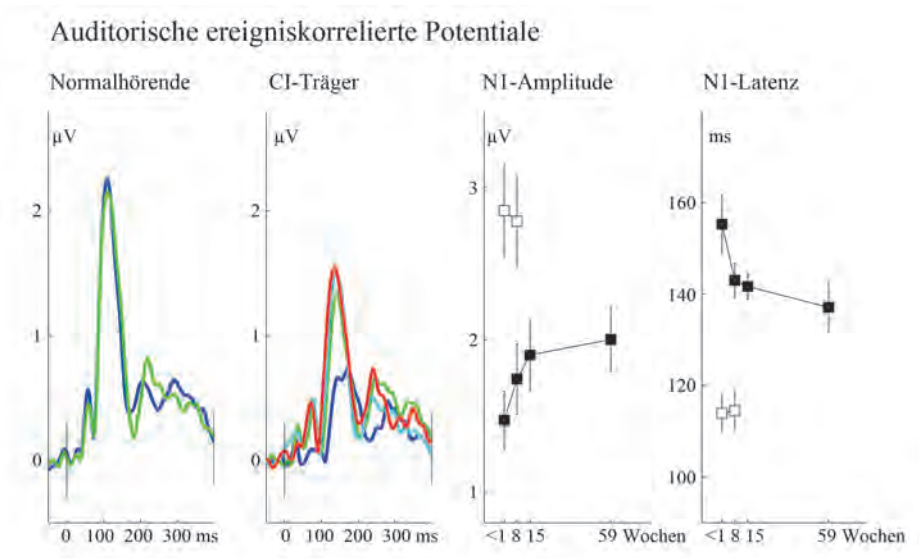 Auditorische ereigniskorrelierte Potentiale
Normalhörende
CI-Träger
N1-Amplitude
N1-Latenz
µV
2
1
0
0 100 200 300 ms
µV
2
1
0
0 100 200 300 ms
µV
3
2
1
<1 8 15 59 Wochen
ms
160
140
120
100
<1 8 15 59 Wochen